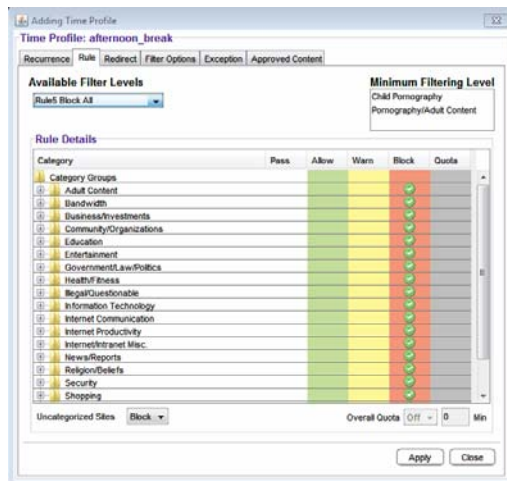 Adding Time Profile
Time Profile: afternoon_break
Recurrence Rule Redirect Filter Options Exception Approved Content
Available Filter Levels Minimum Filtering Level
Rule5 Block All
Child Pornography
Pornography/Adult Content
Rule Details
Category Pass Allow Warn Block Quota
Category Groups
Adult Content
Bandwidth
Business/Investments
Community/Organizations
Education
Entertainment
Government/Law/Politics
Health/Fitness
Illegal/Questionable
Information Technology
Internet Communication
Internet Productivity
Internet/Intranet Misc.
News/Reports
Religion/Beliefs
Security
Shopping
Uncategorized Sites Block Overall Quota Off 0 Min
Apply Close